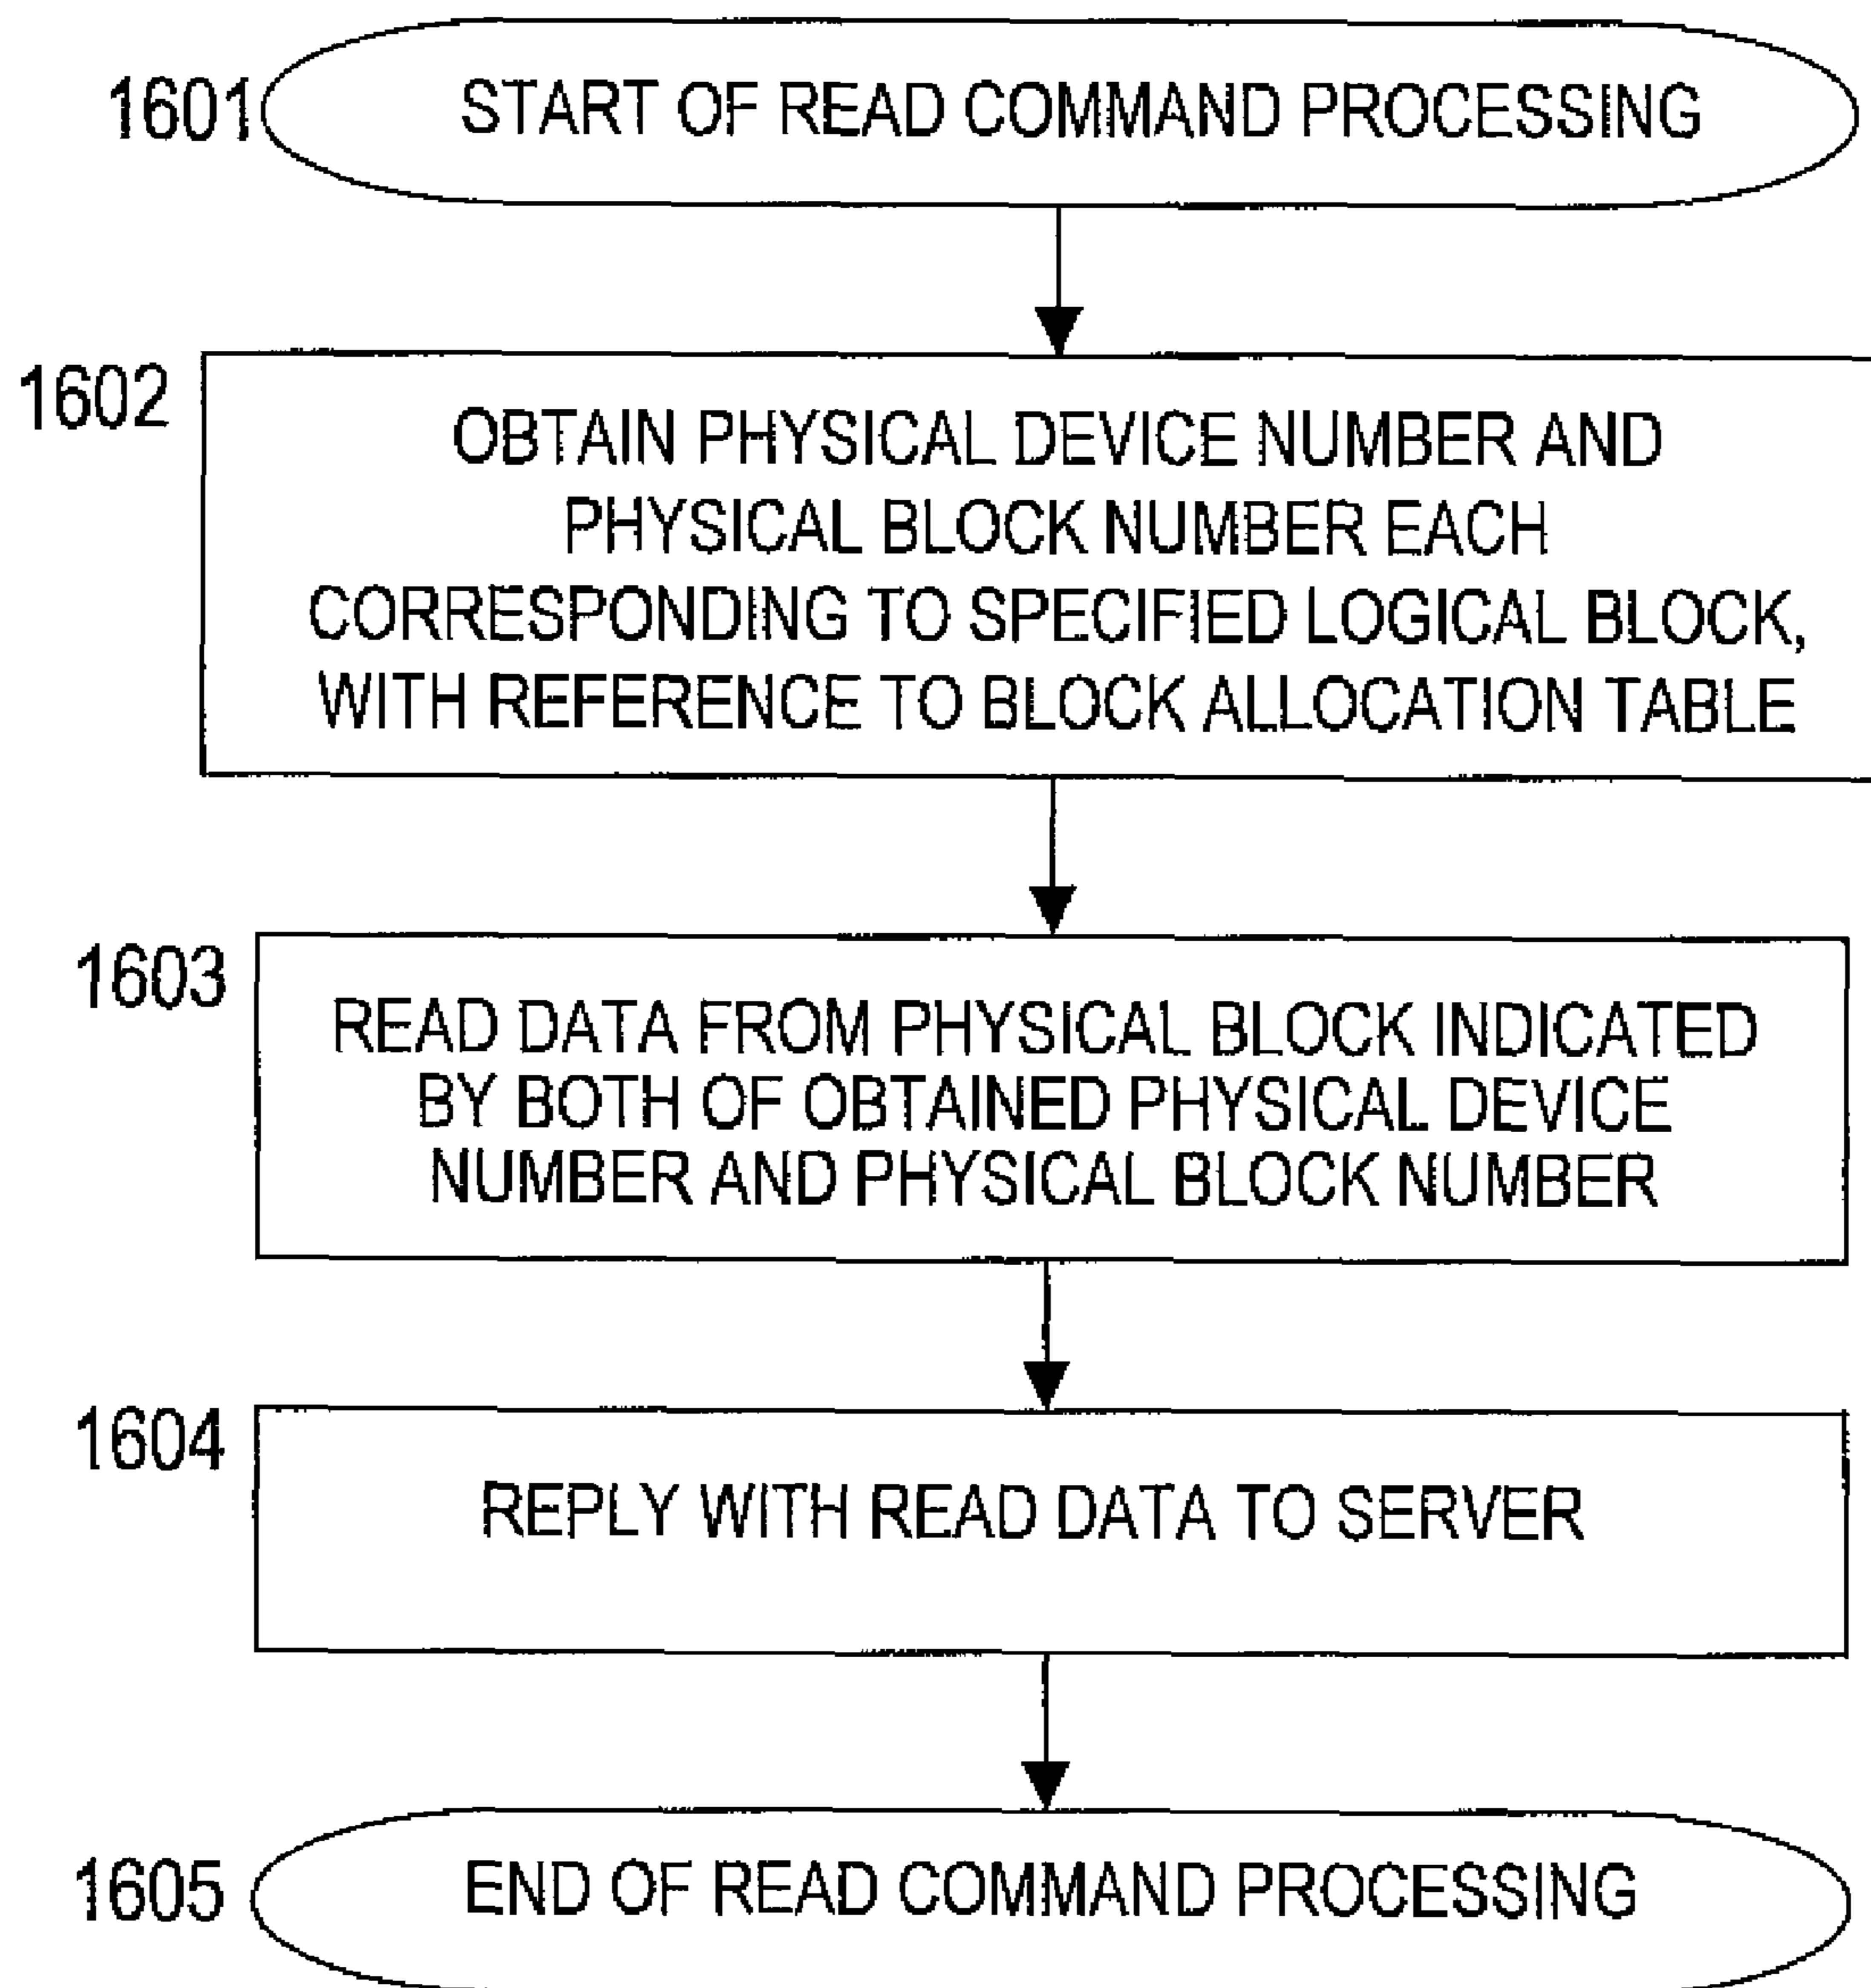 1601
START OF READ COMMAND PROCESSING
1602
OBTAIN PHYSICAL DEVICE NUMBER AND
PHYSICAL BLOCK NUMBER EACH
CORRESPONDING TO SPECIFIED LOGICAL BLOCK,
WITH REFERENCE TO BLOCK ALLOCATION TABLE
1603
READ DATA FROM PHYSICAL BLOCK INDICATED
BY BOTH OF OBTAINED PHYSICAL DEVICE
NUMBER AND PHYSICAL BLOCK NUMBER
1604
REPLY WITH READ DATA TO SERVER
1605
END OF READ COMMAND PROCESSING